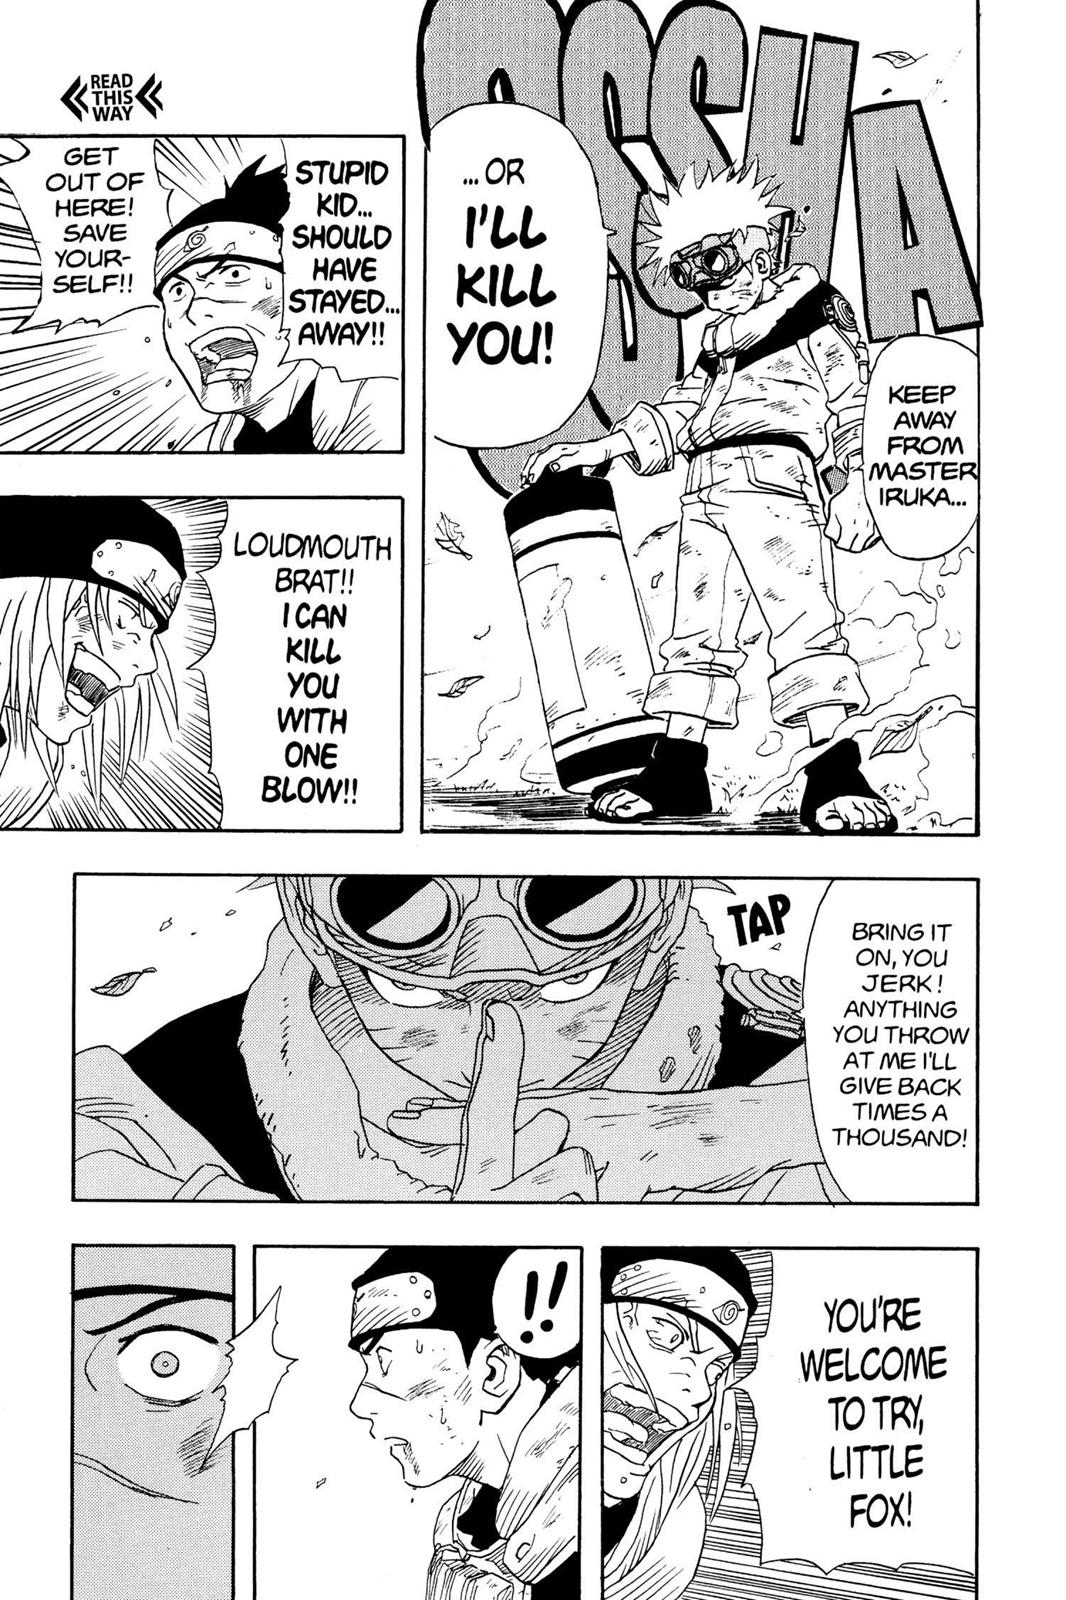 READ
THIS
WAY
KEEP
AWAY
FROM
MASTER
IRUKA...
...OR
I'LL
KILL
YOU!
STUPID
KID...
SHOULD
HAVE
STAYED...
AWAY!!
GET
OUT OF
HERE!
SAVE
YOUR-
SELF!!
LOUDMOUTH
BRAT!!
I CAN
KILL
YOU
WITH
ONE
BLOW!!
BRING IT
ON, YOU
JERK!
ANYTHING
YOU THROW
AT ME I'LL
GIVE BACK
TIMES A
THOUSAND!
TAP
YOU'RE
WELCOME
TO TRY,
LITTLE
FOX!
!!